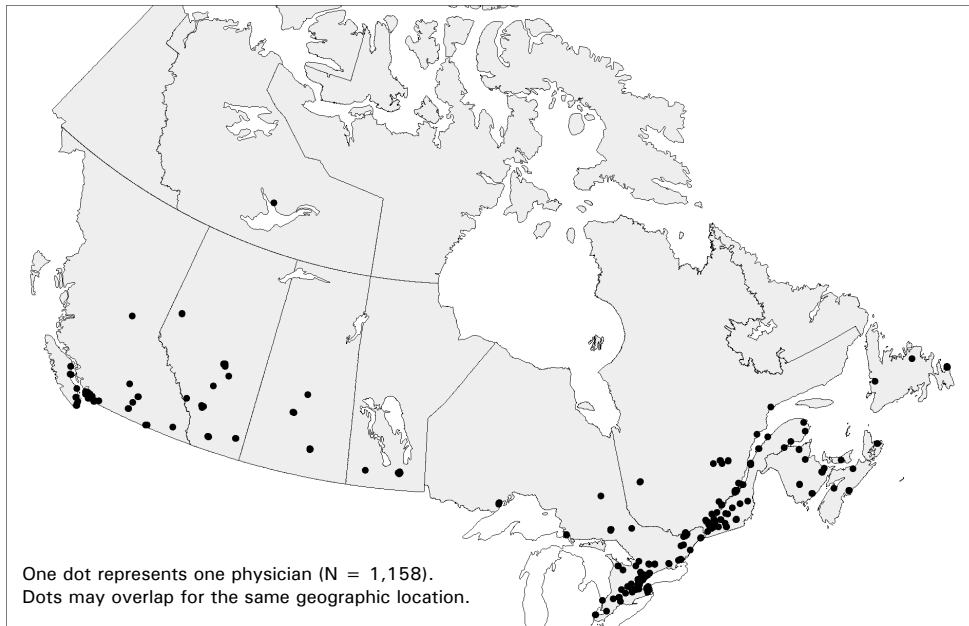 One dot represents one physician (N = 1,158).
Dots may overlap for the same geographic location.